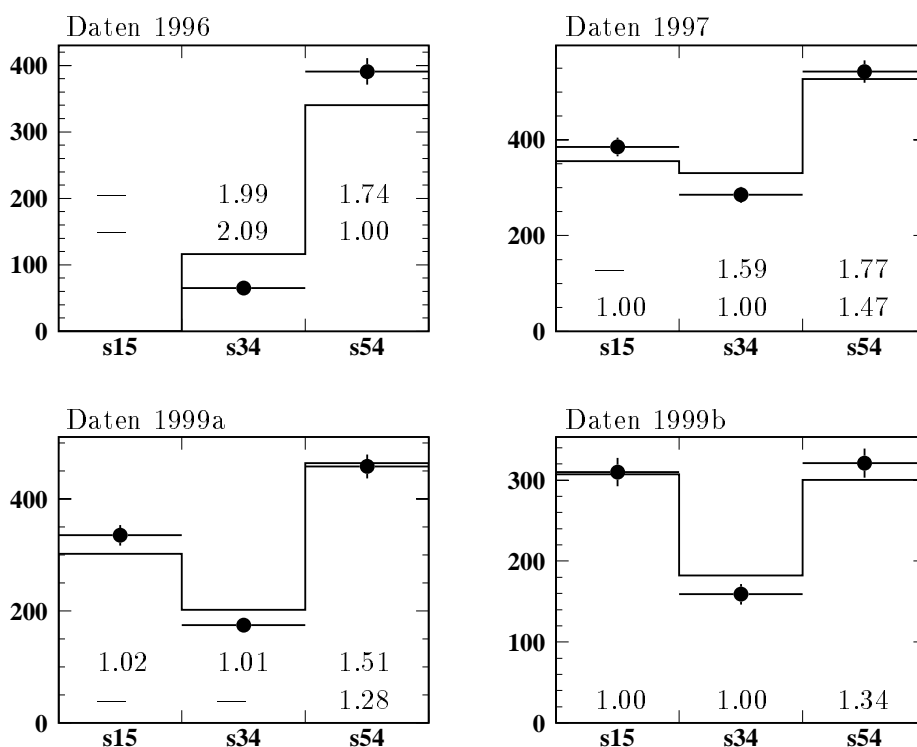 Daten 1996
400
300
200
100
0
— 1.99 1.74
— 2.09 1.00
s15 s34 s54
Daten 1997
400
200
0
— 1.59 1.77
1.00 1.00 1.47
s15 s34 s54
Daten 1999a
400
200
0
1.02 1.01 1.51
— — 1.28
s15 s34 s54
Daten 1999b
300
200
100
0
1.00 1.00 1.34
s15 s34 s54